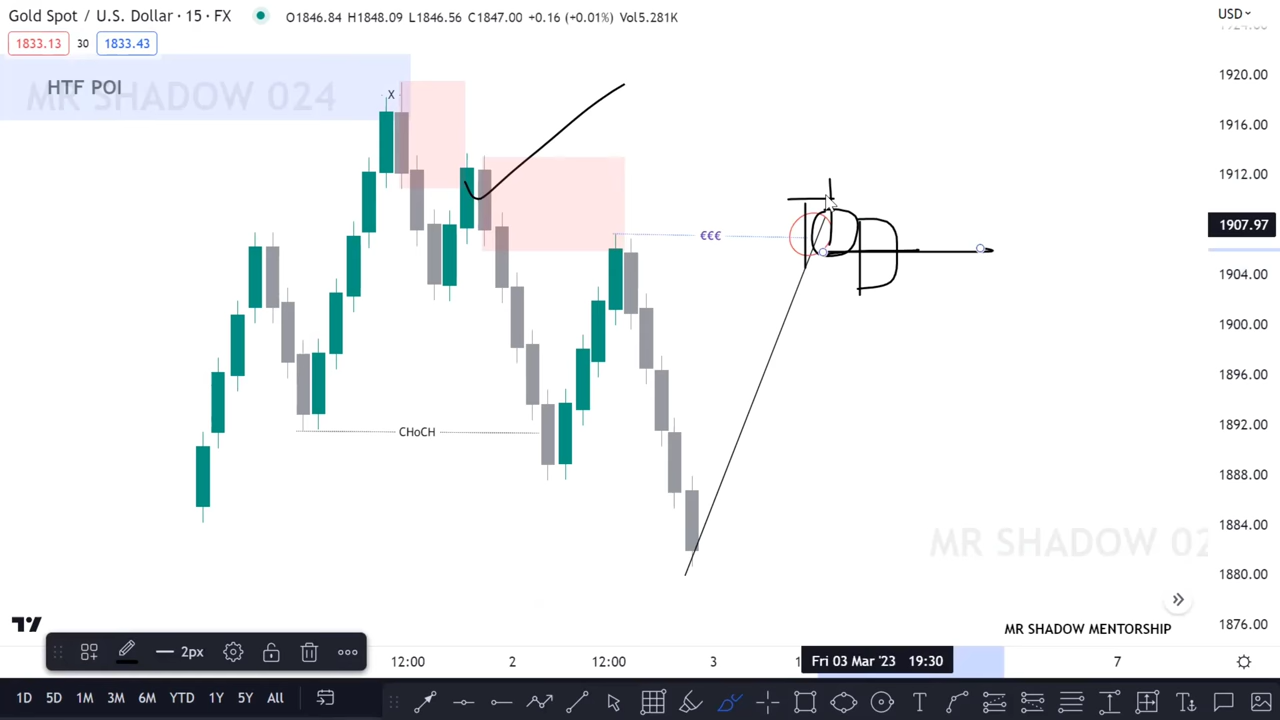 Gold Spot / U.S. Dollar · 15 · FX
O1846.84 H1848.09 L1846.56 C1847.00 +0.16 (+0.01%) Vol5.281K
USD
1833.13 30 1833.43
1924.00
HTF POI
MR SHADOW 024
X
1920.00
1916.00
1912.00
1907.97
€€€
1904.00
1900.00
1896.00
1892.00
CHoCH
1888.00
1884.00
MR SHADOW 02
1880.00
1876.00
MR SHADOW MENTORSHIP
2px
12:00 2 12:00 3 Fri 03 Mar '23 19:30 7
1D 5D 1M 3M 6M YTD 1Y 5Y All